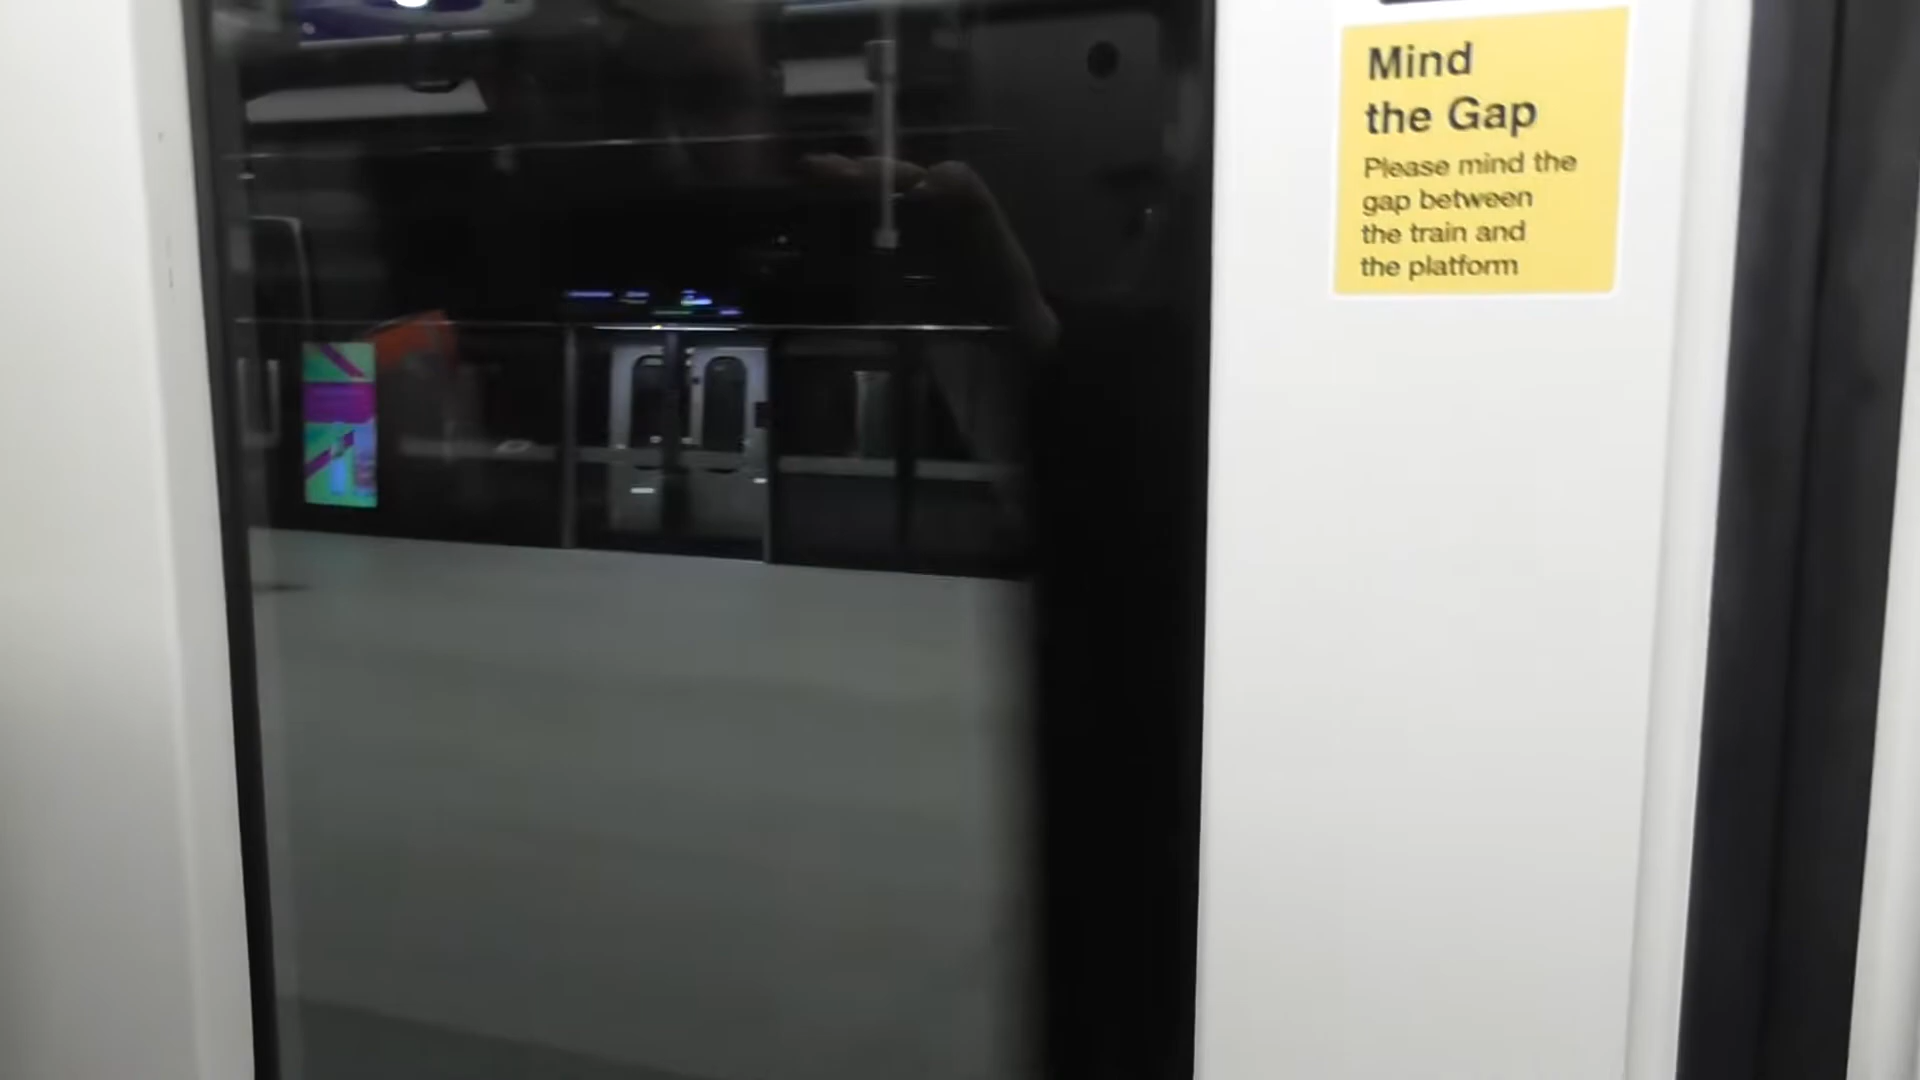 Mind
the Gap
Please mind the
gap between
the train and
the platform